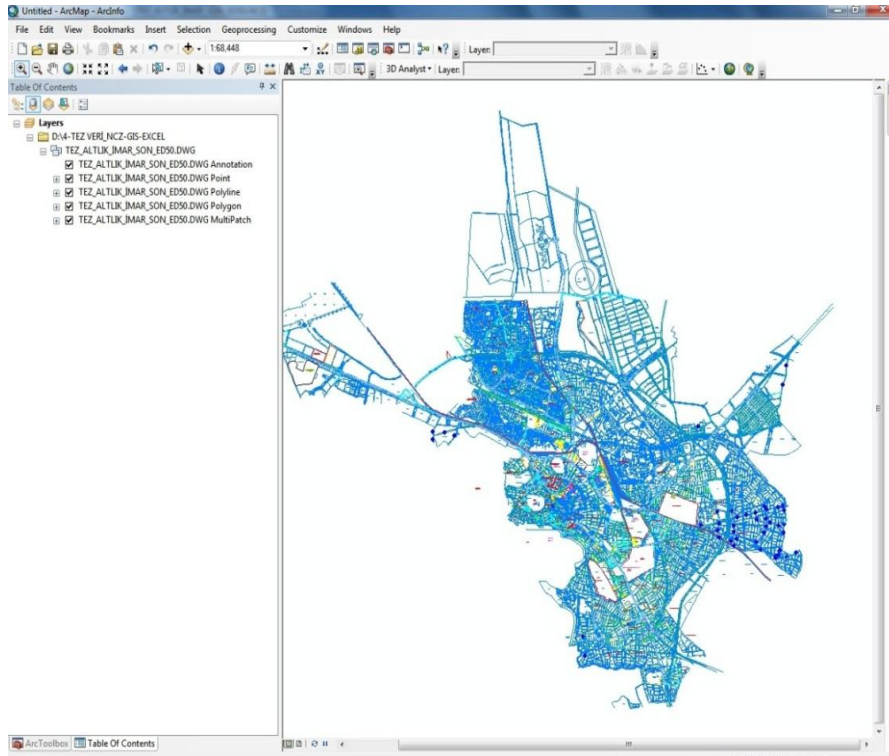 Untitled - ArcMap - ArcInfo
File Edit View Bookmarks Insert Selection Geoprocessing Customize Windows Help
1:68,448 Layer:
3D Analyst Layer:
Table Of Contents
Layers
D:\4-TEZ VERİ_NCZ-GIS-EXCEL
TEZ_ALTLIK_İMAR_SON_ED50.DWG
TEZ_ALTLIK_İMAR_SON_ED50.DWG Annotation
TEZ_ALTLIK_İMAR_SON_ED50.DWG Point
TEZ_ALTLIK_İMAR_SON_ED50.DWG Polyline
TEZ_ALTLIK_İMAR_SON_ED50.DWG Polygon
TEZ_ALTLIK_İMAR_SON_ED50.DWG MultiPatch
ArcToolbox Table Of Contents